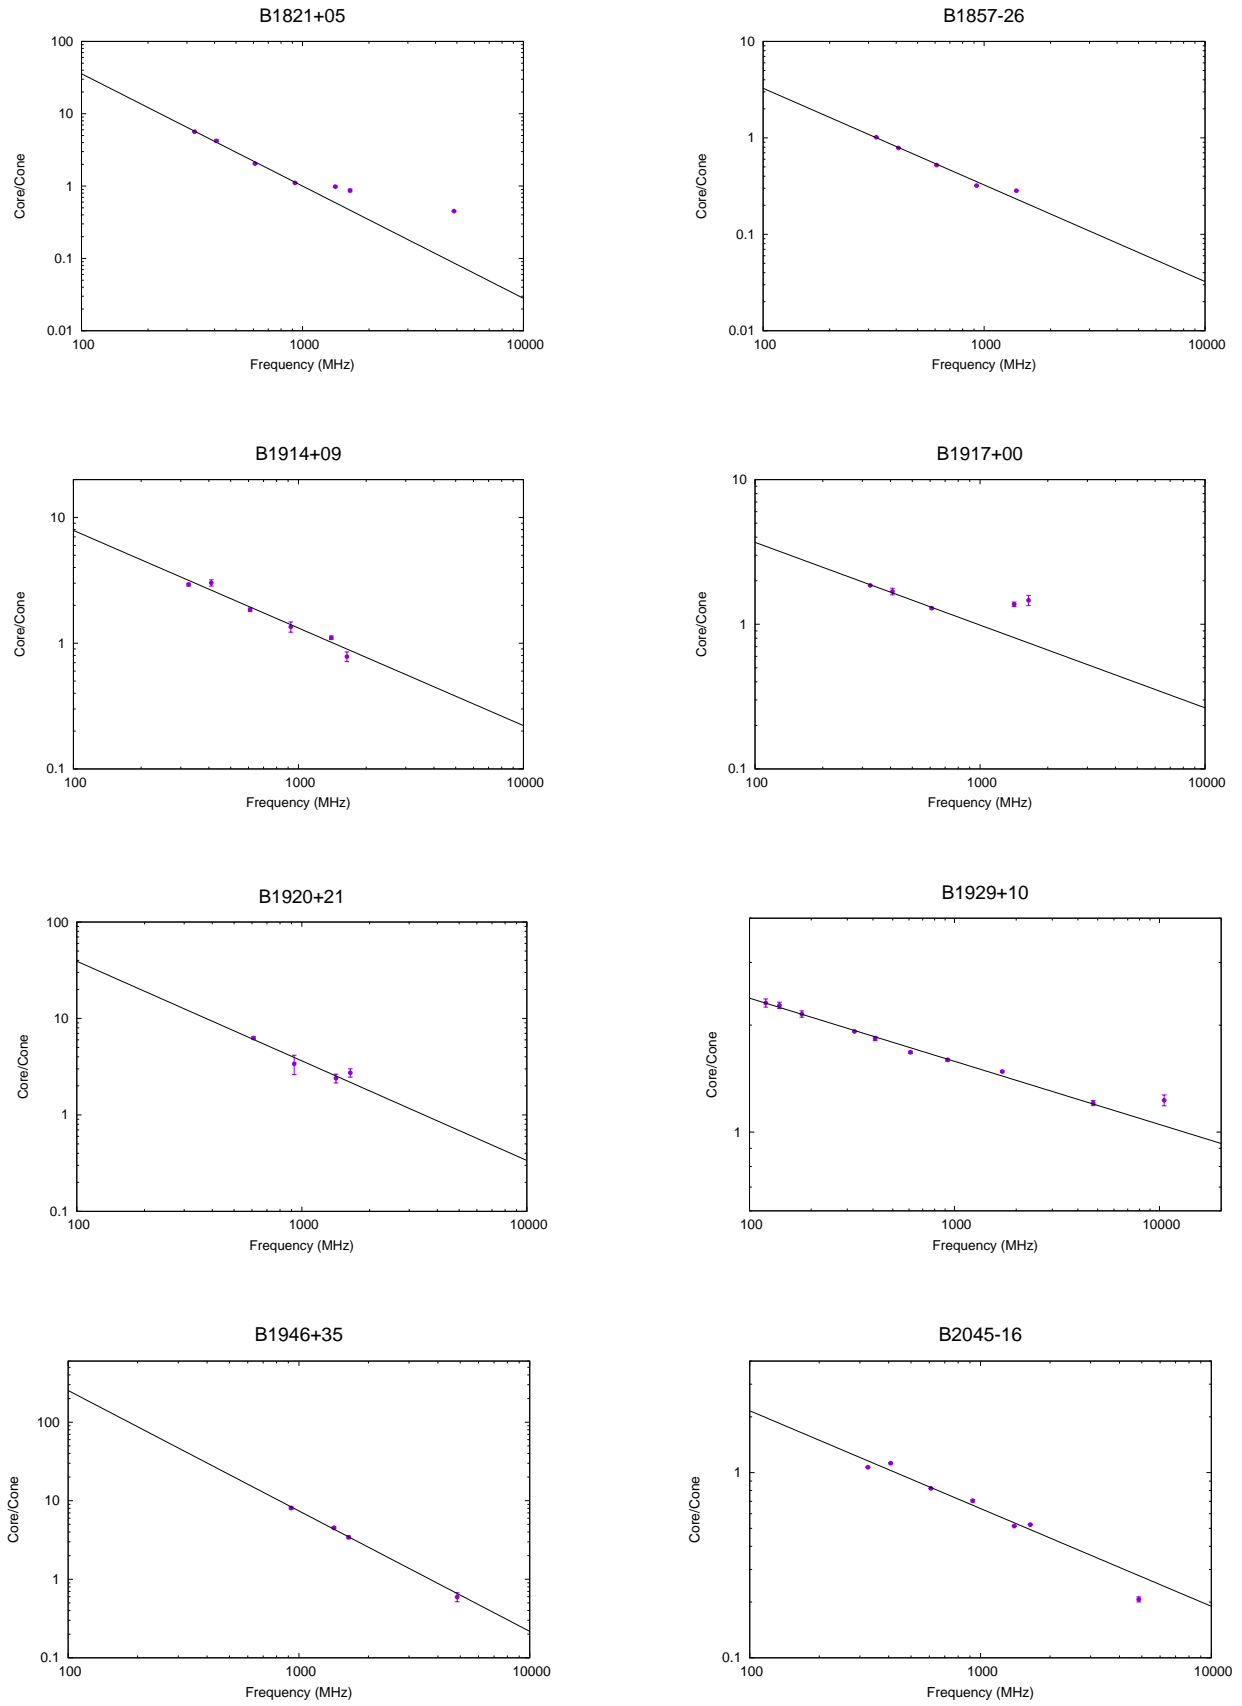 B1821+05
100
10
1
0.1
0.01
Core/Cone
100 1000 10000
Frequency (MHz)
B1857-26
10
1
0.1
0.01
Core/Cone
100 1000 10000
Frequency (MHz)
B1914+09
10
1
0.1
Core/Cone
100 1000 10000
Frequency (MHz)
B1917+00
10
1
0.1
Core/Cone
100 1000 10000
Frequency (MHz)
B1920+21
100
10
1
0.1
Core/Cone
100 1000 10000
Frequency (MHz)
B1929+10
1
Core/Cone
100 1000 10000
Frequency (MHz)
B1946+35
100
10
1
0.1
Core/Cone
100 1000 10000
Frequency (MHz)
B2045-16
1
0.1
Core/Cone
100 1000 10000
Frequency (MHz)